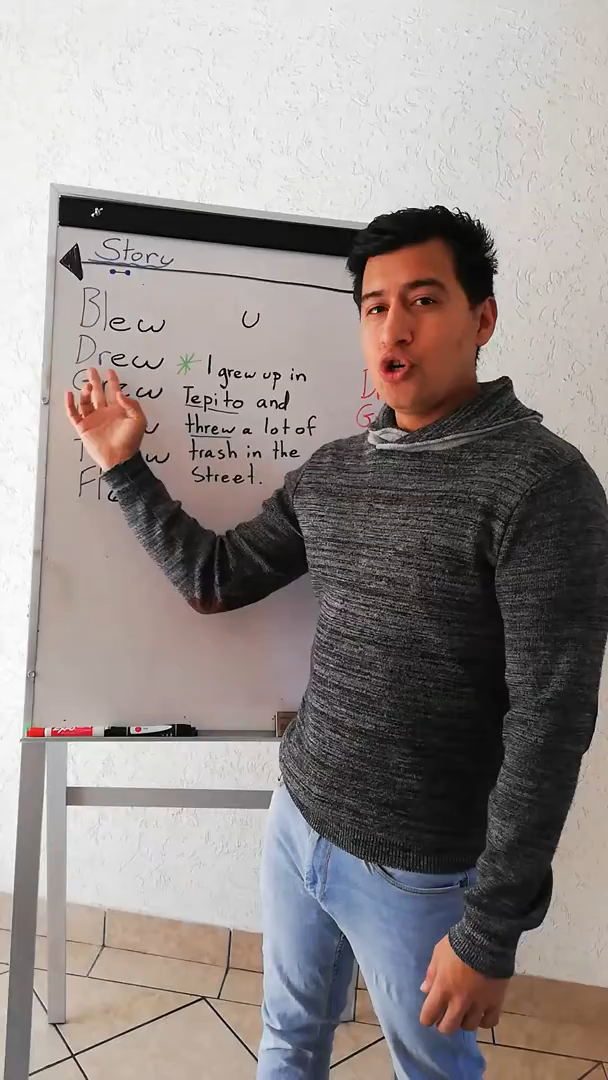 Story
Blew
U
Drew
I grew up in
Tepito and
threw a lot of
trash in the
Street.